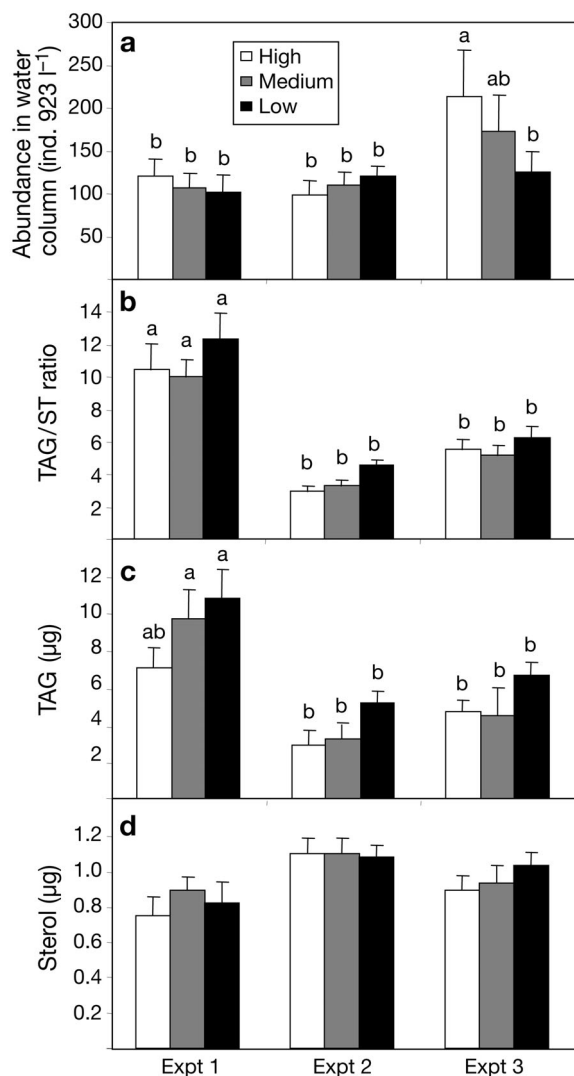 a
Abundance in water
column (ind. 923 l⁻¹)
300
250
200
150
100
50
High
Medium
Low
b b b
b b b
a ab b
b
TAG/ST ratio
14
12
10
8
6
4
2
a a a
b b b
b b b
c
TAG (µg)
12
10
8
6
4
2
ab a a
b b b
b b b
d
Sterol (µg)
1.2
1.0
0.8
0.6
0.4
0.2
Expt 1 Expt 2 Expt 3